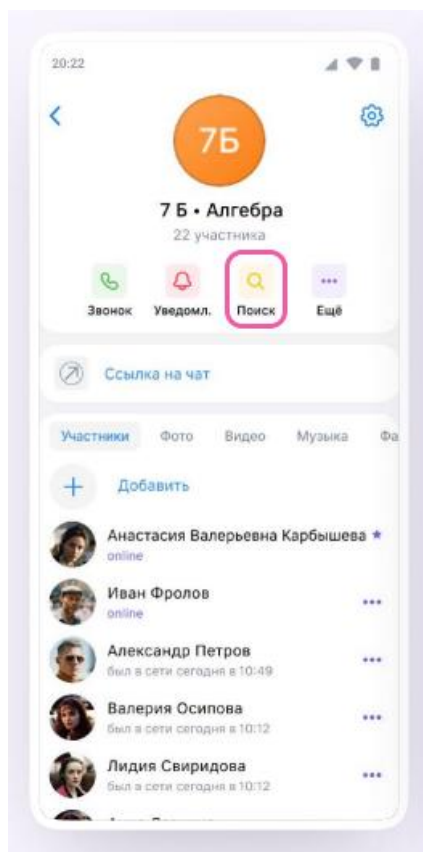 20:22
7Б
7 Б • Алгебра
22 участника
Звонок Уведомл. Поиск Ещё
Ссылка на чат
Участники Фото Видео Музыка Фа
Добавить
Анастасия Валерьевна Карбышева
online
Иван Фролов
online
Александр Петров
был в сети сегодня в 10:49
Валерия Осипова
был в сети сегодня в 10:12
Лидия Свиридова
был в сети сегодня в 10:12